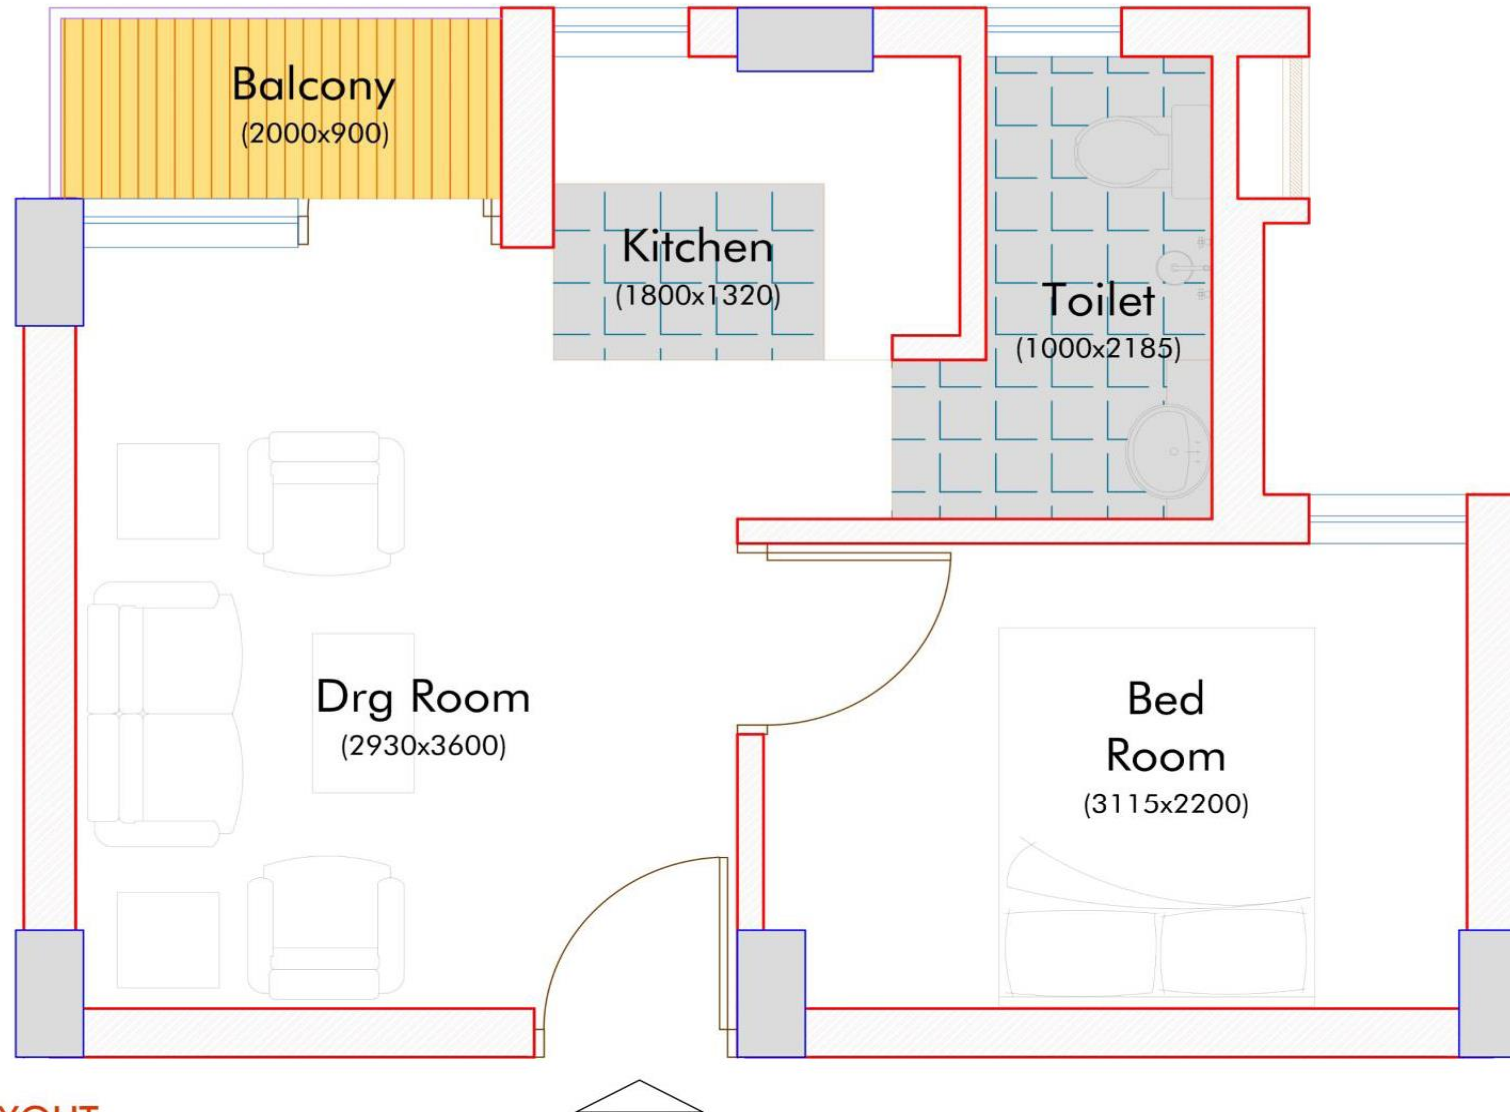 Balcony
(2000x900)
Kitchen
(1800x1320)
Toilet
(1000x2185)
Drg Room
(2930x3600)
Bed
Room
(3115x2200)